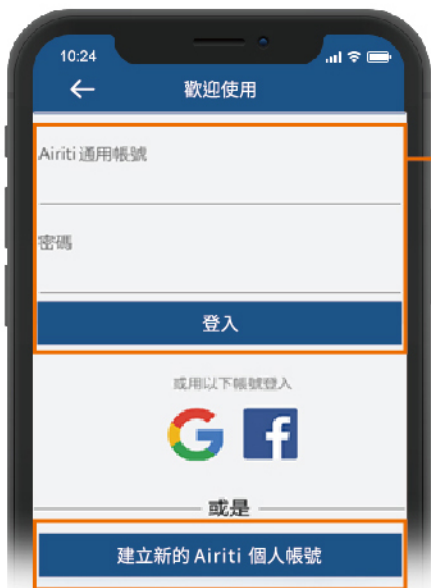 10:24
歡迎使用
Airiti 通用帳號
密碼
登入
或用以下帳號登入
或是
建立新的 Airiti 個人帳號